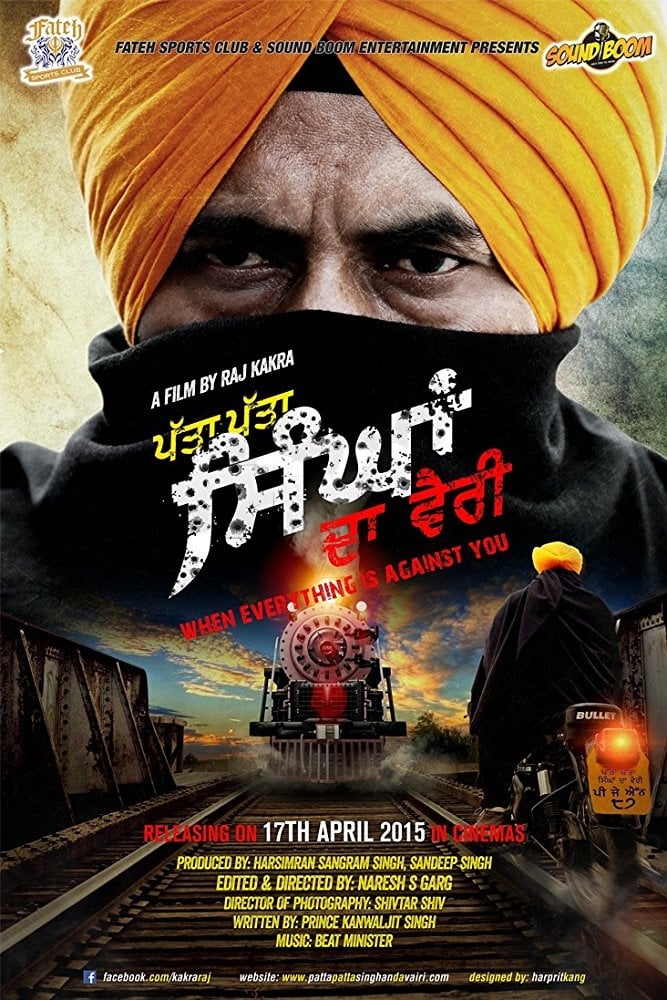 Fateh
SPORTS CLUB
FATEH SPORTS CLUB & SOUND BOOM ENTERTAINMENT PRESENTS
SOUND BOOM
A FILM BY RAJ KAKRA
ਪੱਤਾ ਪੱਤਾ
ਸਿੰਘਾਂ
ਦਾ ਵੈਰੀ
WHEN EVERYTHING IS AGAINST YOU
BULLET
ਪੱਤਾ ਪੱਤਾ
ਸਿੰਘਾਂ ਦਾ ਵੈਰੀ
ਪੀ ਜੇ ਐੱਨ
੮੭
RELEASING ON 17TH APRIL 2015 IN CINEMAS
PRODUCED BY: HARSIMRAN SANGRAM SINGH, SANDEEP SINGH
EDITED & DIRECTED BY: NARESH S GARG
DIRECTOR OF PHOTOGRAPHY: SHIVTAR SHIV
WRITTEN BY: PRINCE KANWALJIT SINGH
MUSIC: BEAT MINISTER
facebook.com/kakraraj
website: www.pattapattasinghandavairi.com
designed by: harpritkang